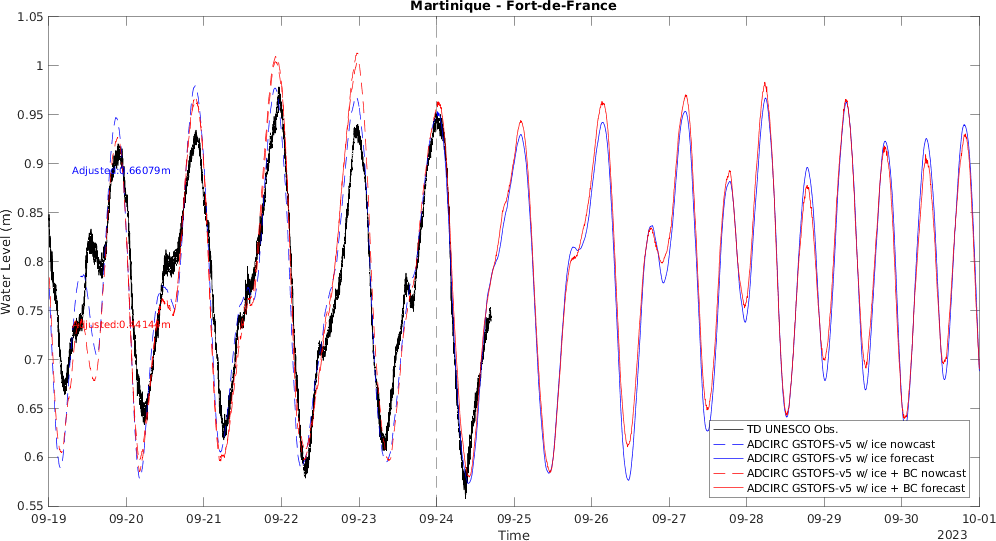 Martinique - Fort-de-France
1.05
1
0.95
0.9
0.85
0.8
0.75
0.7
0.65
0.6
0.55
Water Level (m)
Adjusted:0.66079m
TD UNESCO Obs.
ADCIRC GSTOFS-v5 w/ ice nowcast
ADCIRC GSTOFS-v5 w/ ice forecast
ADCIRC GSTOFS-v5 w/ ice + BC nowcast
ADCIRC GSTOFS-v5 w/ ice + BC forecast
09-19 09-20 09-21 09-22 09-23 09-24 09-25 09-26 09-27 09-28 09-29 09-30 10-01
Time
2023